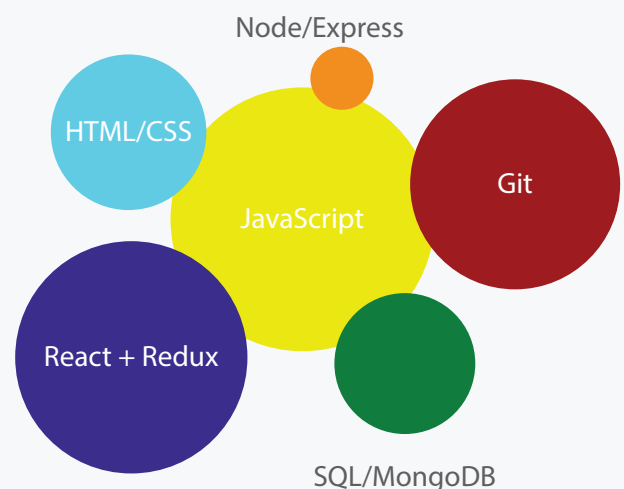 Node/Express
HTML/CSS
Git
JavaScript
React + Redux
SQL/MongoDB